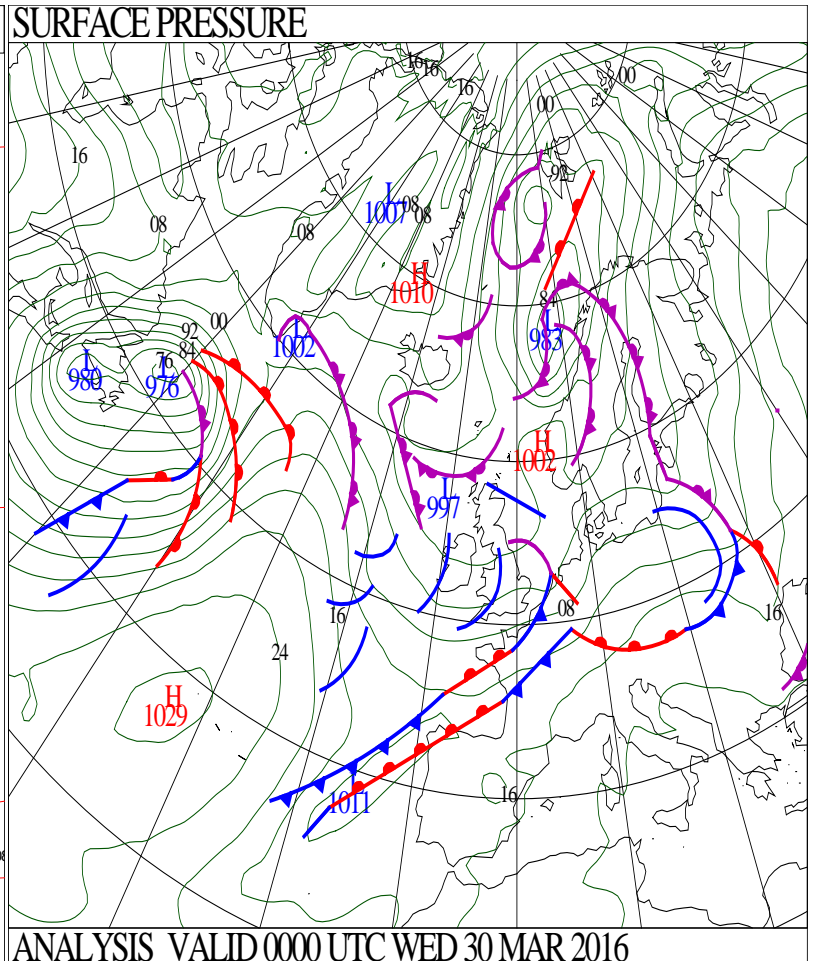 SURFACE PRESSURE
16
16
16
00
00
16
92
L
1007
08
08
08
08
H
1010
84
L
983
00
92
84
76
L
980
L
976
L
1002
H
1002
L
997
08
16
16
24
H
1029
L
1011
16
ANALYSIS VALID 0000 UTC WED 30 MAR 2016